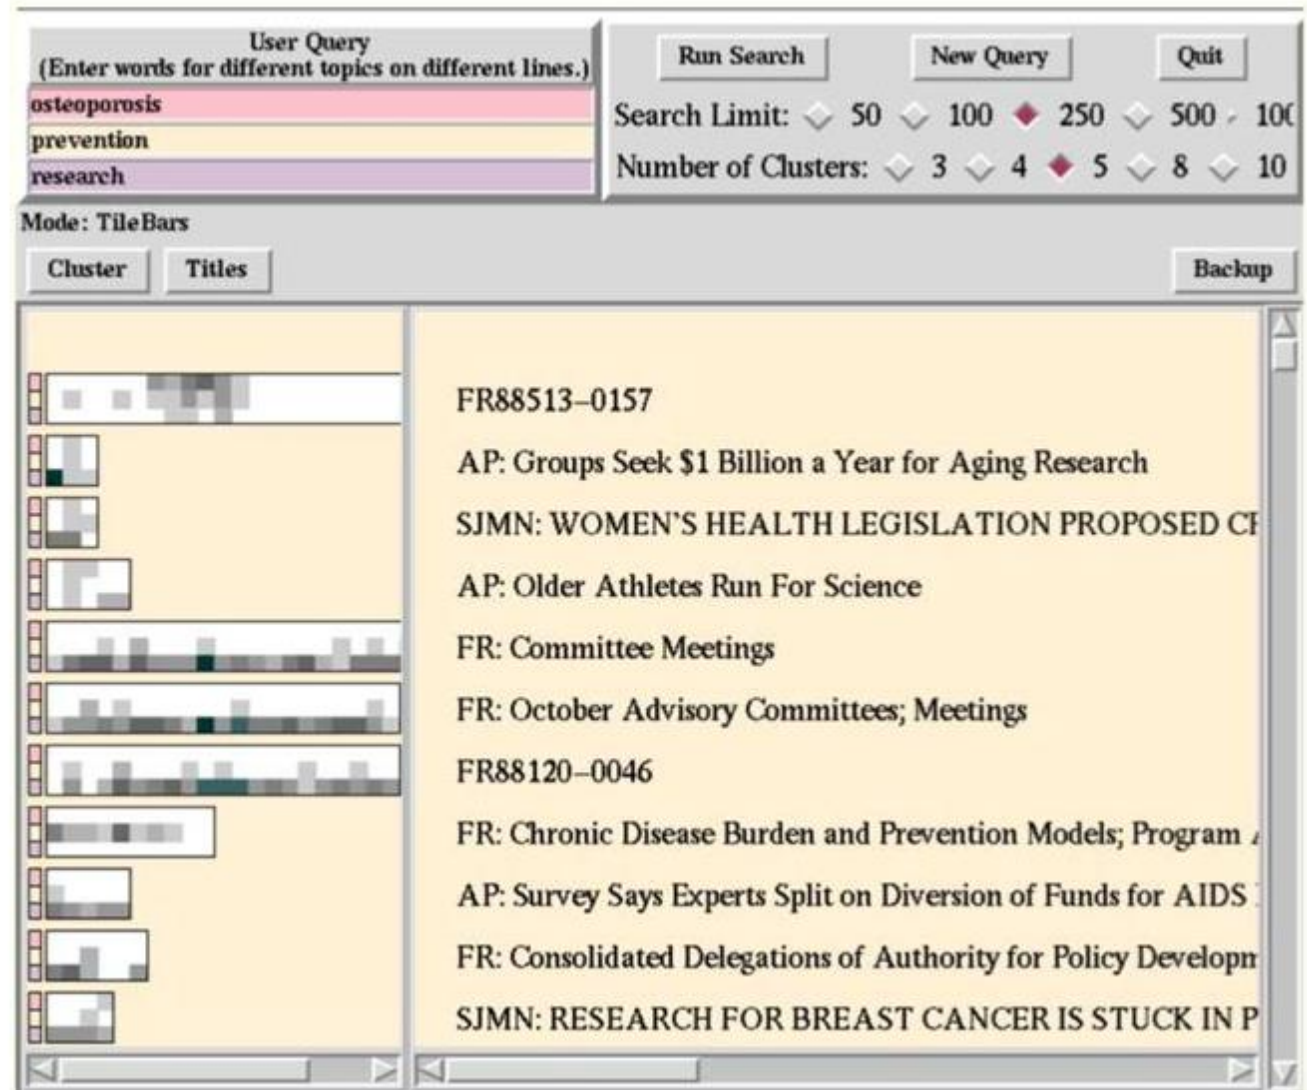 User Query
(Enter words for different topics on different lines.)
osteoporosis
prevention
research
Run Search New Query Quit
Search Limit: 50 100 250 500
Number of Clusters: 3 4 5 8 10
Mode: TileBars
Cluster Titles Backup
FR88513–0157
AP: Groups Seek $1 Billion a Year for Aging Research
SJMN: WOMEN'S HEALTH LEGISLATION PROPOSED
AP: Older Athletes Run For Science
FR: Committee Meetings
FR: October Advisory Committees; Meetings
FR88120–0046
FR: Chronic Disease Burden and Prevention Models; Program
AP: Survey Says Experts Split on Diversion of Funds for AIDS
FR: Consolidated Delegations of Authority for Policy
SJMN: RESEARCH FOR BREAST CANCER IS STUCK IN